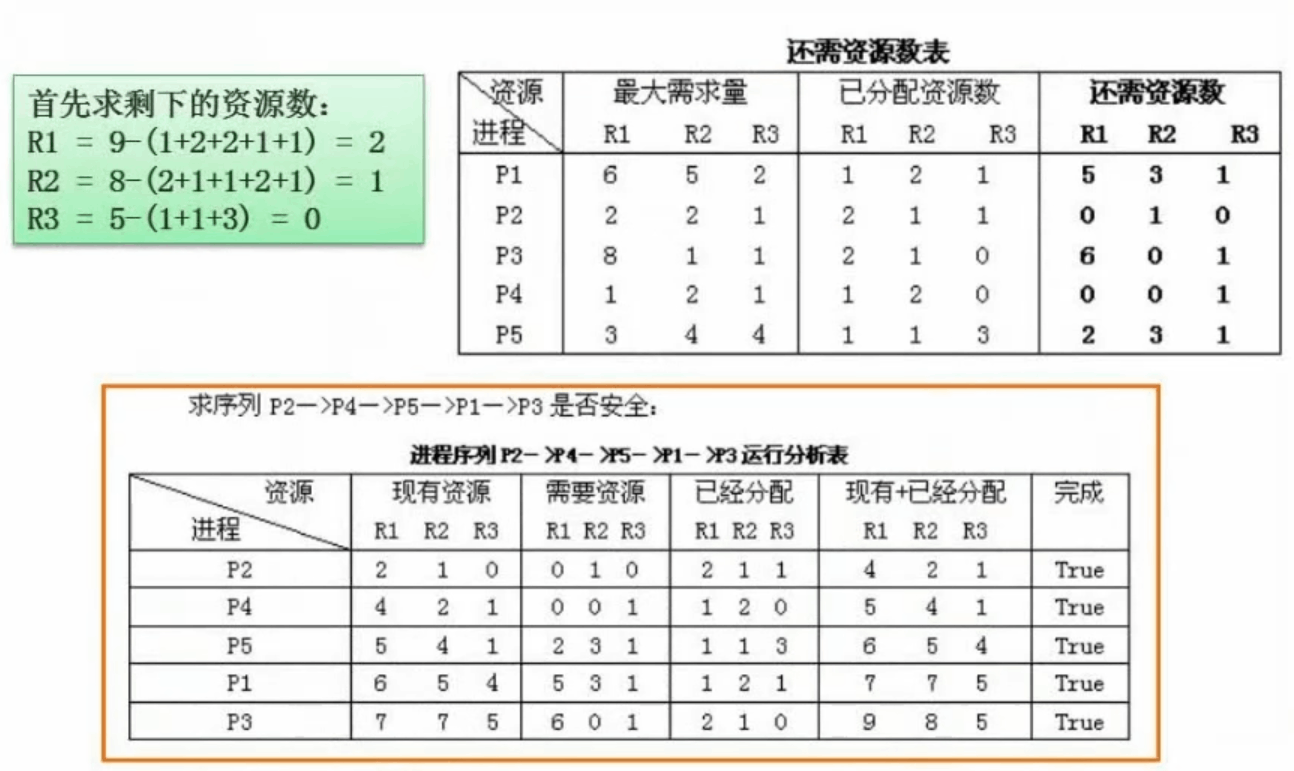 首先求剩下的资源数：
R1 = 9-(1+2+2+1+1) = 2
R2 = 8-(2+1+1+2+1) = 1
R3 = 5-(1+1+3) = 0
还需资源数表
资源 最大需求量 已分配资源数 还需资源数
进程 R1 R2 R3 R1 R2 R3 R1 R2 R3
P1 6 5 2 1 2 1 5 3 1
P2 2 2 1 2 1 1 0 1 0
P3 8 1 1 2 1 0 6 0 1
P4 1 2 1 1 2 0 0 0 1
P5 3 4 4 1 1 3 2 3 1
求序列 P2—>P4—>P5—>P1—>P3 是否安全：
进程序列 P2->P4->P5->P1->P3 运行分析表
资源 现有资源 需要资源 已经分配 现有+已经分配 完成
进程 R1 R2 R3 R1 R2 R3 R1 R2 R3 R1 R2 R3
P2 2 1 0 0 1 0 2 1 1 4 2 1 True
P4 4 2 1 0 0 1 1 2 0 5 4 1 True
P5 5 4 1 2 3 1 1 1 3 6 5 4 True
P1 6 5 4 5 3 1 1 2 1 7 7 5 True
P3 7 7 5 6 0 1 2 1 0 9 8 5 True